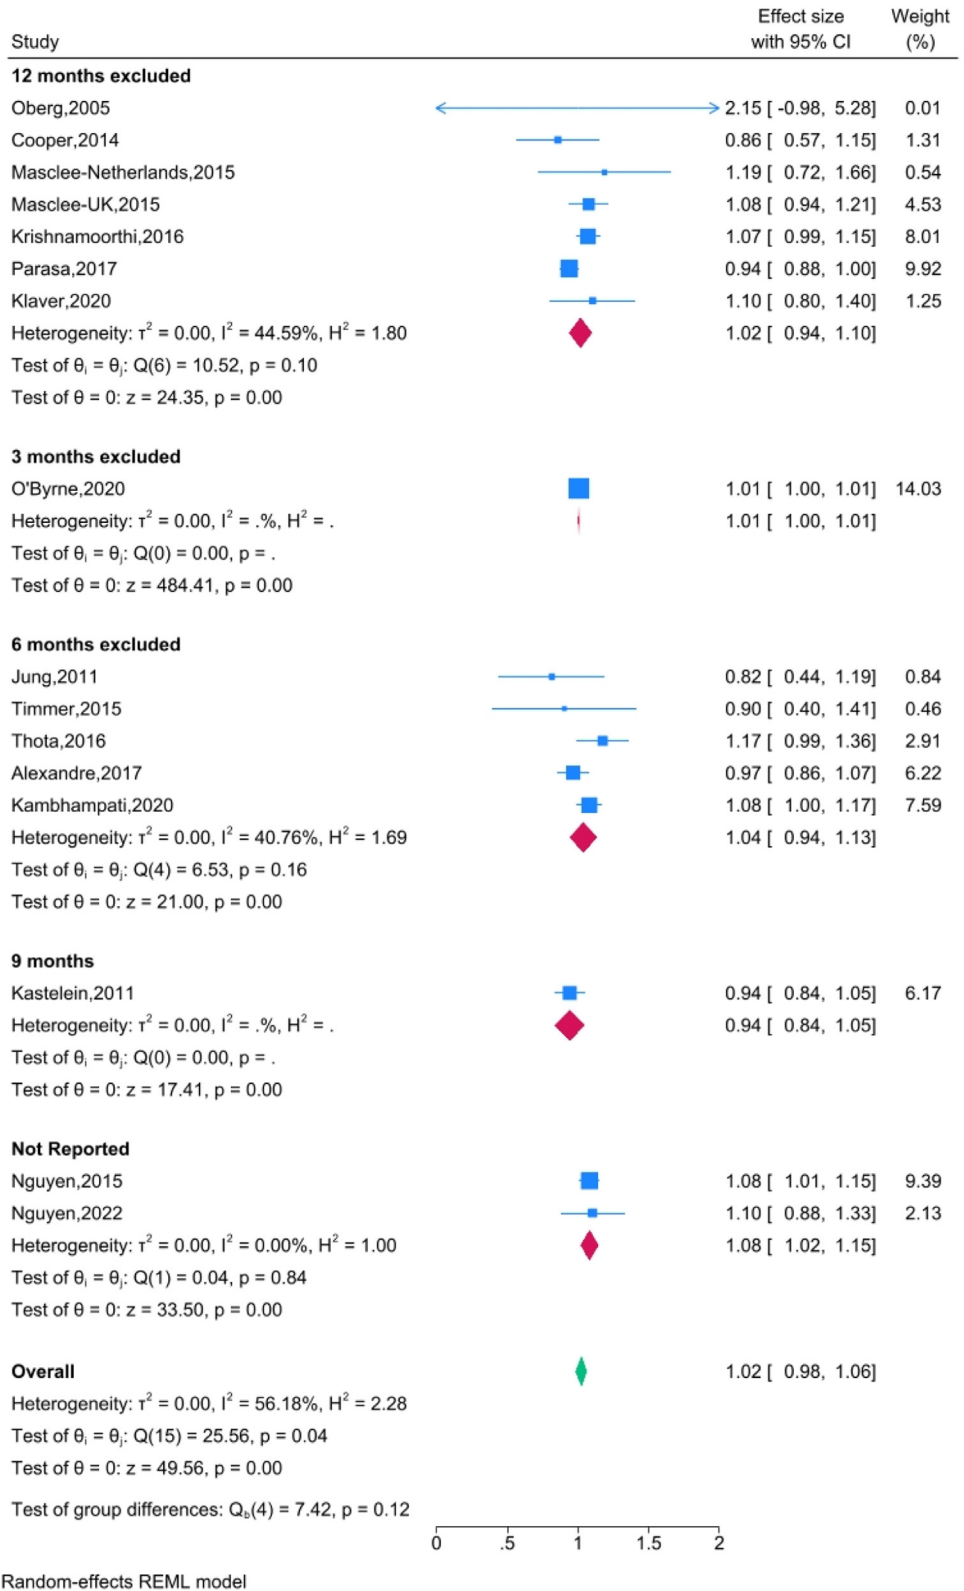 Effect size Weight
Study with 95% CI (%)
12 months excluded
Oberg,2005 2.15 [ -0.98, 5.28] 0.01
Cooper,2014 0.86 [ 0.57, 1.15] 1.31
Masclee-Netherlands,2015 1.19 [ 0.72, 1.66] 0.54
Masclee-UK,2015 1.08 [ 0.94, 1.21] 4.53
Krishnamoorthi,2016 1.07 [ 0.99, 1.15] 8.01
Parasa,2017 0.94 [ 0.88, 1.00] 9.92
Klaver,2020 1.10 [ 0.80, 1.40] 1.25
Heterogeneity: τ² = 0.00, I² = 44.59%, H² = 1.80 1.02 [ 0.94, 1.10]
Test of θᵢ = θⱼ: Q(6) = 10.52, p = 0.10
Test of θ = 0: z = 24.35, p = 0.00
3 months excluded
O'Byrne,2020 1.01 [ 1.00, 1.01] 14.03
Heterogeneity: τ² = 0.00, I² = .%, H² = . 1.01 [ 1.00, 1.01]
Test of θᵢ = θⱼ: Q(0) = 0.00, p = .
Test of θ = 0: z = 484.41, p = 0.00
6 months excluded
Jung,2011 0.82 [ 0.44, 1.19] 0.84
Timmer,2015 0.90 [ 0.40, 1.41] 0.46
Thota,2016 1.17 [ 0.99, 1.36] 2.91
Alexandre,2017 0.97 [ 0.86, 1.07] 6.22
Kambhampati,2020 1.08 [ 1.00, 1.17] 7.59
Heterogeneity: τ² = 0.00, I² = 40.76%, H² = 1.69 1.04 [ 0.94, 1.13]
Test of θᵢ = θⱼ: Q(4) = 6.53, p = 0.16
Test of θ = 0: z = 21.00, p = 0.00
9 months
Kastelein,2011 0.94 [ 0.84, 1.05] 6.17
Heterogeneity: τ² = 0.00, I² = .%, H² = . 0.94 [ 0.84, 1.05]
Test of θᵢ = θⱼ: Q(0) = 0.00, p = .
Test of θ = 0: z = 17.41, p = 0.00
Not Reported
Nguyen,2015 1.08 [ 1.01, 1.15] 9.39
Nguyen,2022 1.10 [ 0.88, 1.33] 2.13
Heterogeneity: τ² = 0.00, I² = 0.00%, H² = 1.00 1.08 [ 1.02, 1.15]
Test of θᵢ = θⱼ: Q(1) = 0.04, p = 0.84
Test of θ = 0: z = 33.50, p = 0.00
Overall 1.02 [ 0.98, 1.06]
Heterogeneity: τ² = 0.00, I² = 56.18%, H² = 2.28
Test of θᵢ = θⱼ: Q(15) = 25.56, p = 0.04
Test of θ = 0: z = 49.56, p = 0.00
Test of group differences: Q_b(4) = 7.42, p = 0.12
0 .5 1 1.5 2
Random-effects REML model